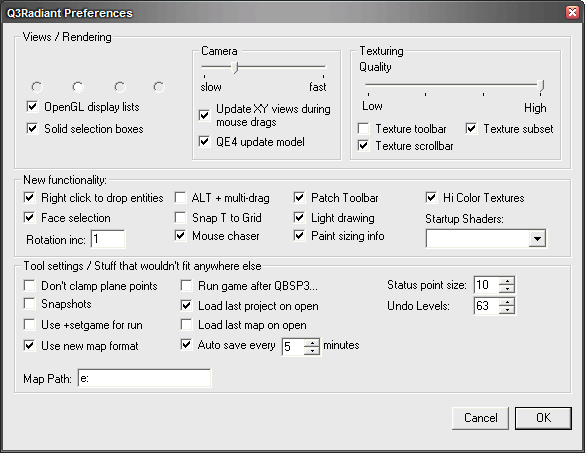 Q3Radiant Preferences
Views / Rendering
OpenGL display lists
Solid selection boxes
Camera
slow fast
Update XY views during
mouse drags
QE4 update model
Texturing
Quality
Low High
Texture toolbar Texture subset
Texture scrollbar
New functionality:
Right click to drop entities ALT + multi-drag Patch Toolbar Hi Color Textures
Face selection Snap T to Grid Light drawing Startup Shaders:
Rotation inc: 1 Mouse chaser Paint sizing info
Tool settings / Stuff that wouldn't fit anywhere else
Don't clamp plane points Run game after QBSP3... Status point size: 10
Snapshots Load last project on open Undo Levels: 63
Use +setgame for run Load last map on open
Use new map format Auto save every 5 minutes
Map Path: e:
Cancel OK